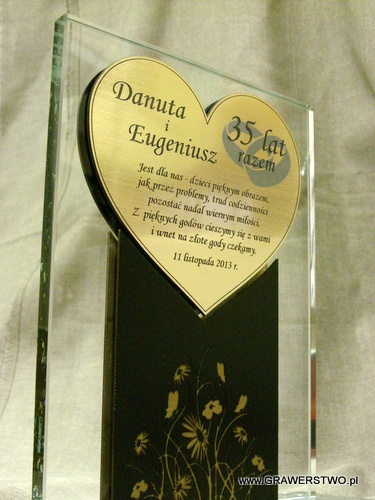 Danuta
i
Eugeniusz
35 lat
razem
Jest dla nas - dzieci pięknym obrazem,
jak przez problemy, trud codzienności
pozostać nadal wiernym miłości.
Z pięknych godów cieszymy się z wami
i wnet na złote gody czekamy.
11 listopada 2013 r.
www.GRAWERSTWO.pl